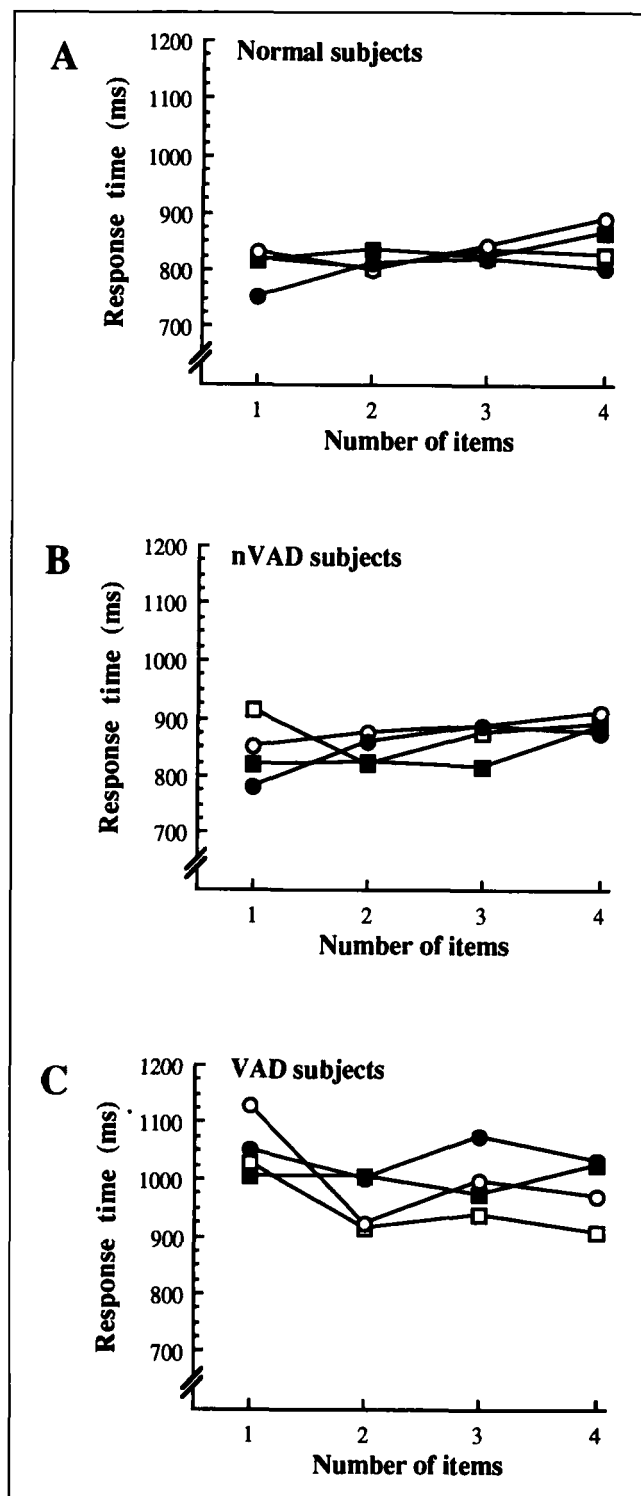 A Normal subjects
Response time (ms)
1200
1100
1000
900
800
700
1 2 3 4
Number of items
B nVAD subjects
Response time (ms)
1200
1100
1000
900
800
700
1 2 3 4
Number of items
C VAD subjects
Response time (ms)
1200
1100
1000
900
800
700
1 2 3 4
Number of items